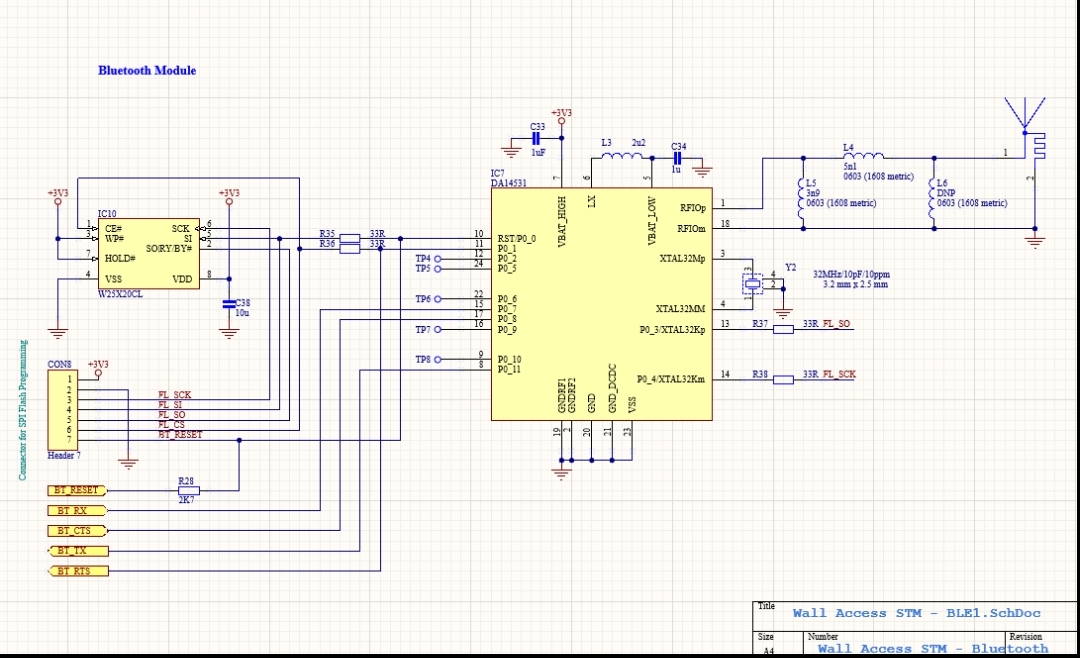 Bluetooth Module
+3V3
C33
1uF
L3 2u2
C34
1u
7
6
5
IC7
DA14531
VBAT_HIGH
LX
VBAT_LOW
RFIOp 1
RFIOm 18
XTAL32Mp 3
XTAL32MM 4
P0_3/XTAL32Kp 13
P0_4/XTAL32Km 14
10 RST/P0_0
11 P0_1
TP4 12 P0_2
TP5 24 P0_5
TP6 22 P0_6
15 P0_7
17 P0_8
TP7 16 P0_9
TP8 9 P0_10
8 P0_11
GNDRF1
GNDRF2
GND
GND_DCDC
VSS
19
2
20
21
23
L4
5n1
0603 (1608 metric)
L5
3n9
0603 (1608 metric)
L6
DNP
0603 (1608 metric)
1
2
3
1
4
2
Y2
32MHz/10pF/10ppm
3.2 mm x 2.5 mm
R37 33R FL_SO
R38 33R FL_SCK
+3V3
+3V3
IC10
1 CE# SCK 6
3 WP# SI 5
SO|RY/BY# 2
7 HOLD#
4 VSS VDD 8
W25X20CL
C38
10u
R35 33R
R36 33R
Connector for SPI Flash Programming
CON8
+3V3
1
2
3 FL_SCK
4 FL_SI
5 FL_SO
6 FL_CS
7 BT_RESET
Header 7
BT_RESET
R28
2K7
BT_RX
BT_CTS
BT_TX
BT_RTS
Title
Wall Access STM - BLE1.SchDoc
Size Number Revision
A4 Wall Access STM - Bluetooth